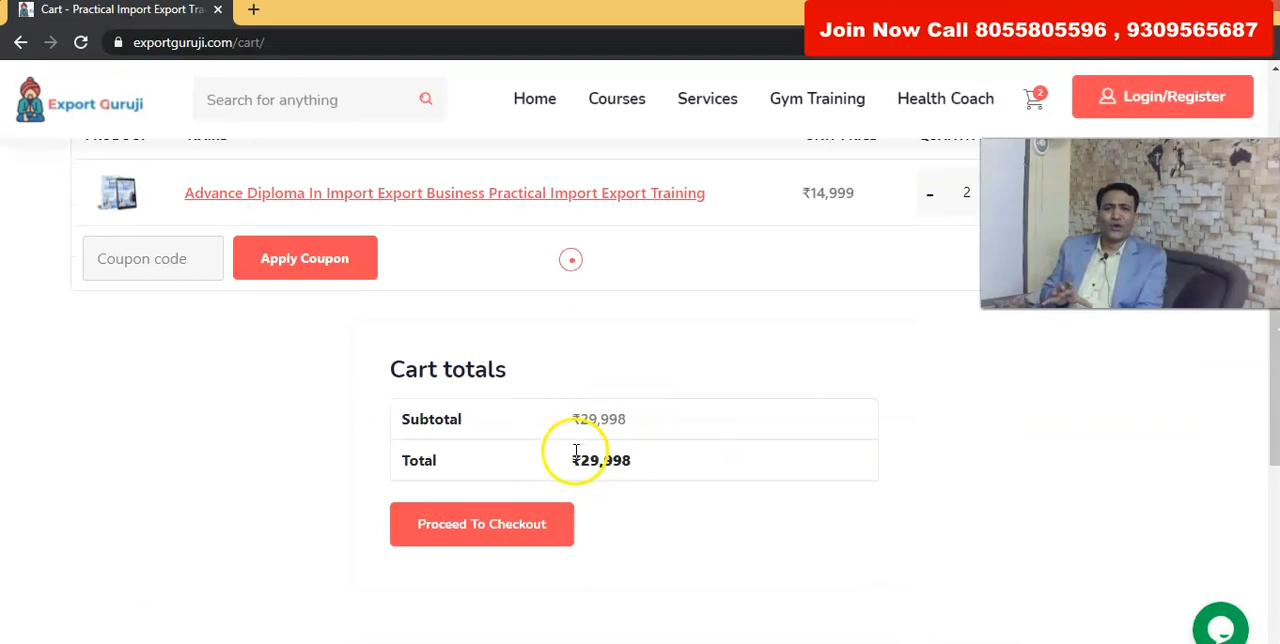 Cart - Practical Import Export Tra
Join Now Call 8055805596 , 9309565687
exportguruji.com/cart/
Export Guruji
Search for anything
Home
Courses
Services
Gym Training
Health Coach
2
Login/Register
Advance Diploma In Import Export Business Practical Import Export Training
₹14,999
- 2
Coupon code
Apply Coupon
Cart totals
Subtotal ₹29,998
Total ₹29,998
Proceed To Checkout